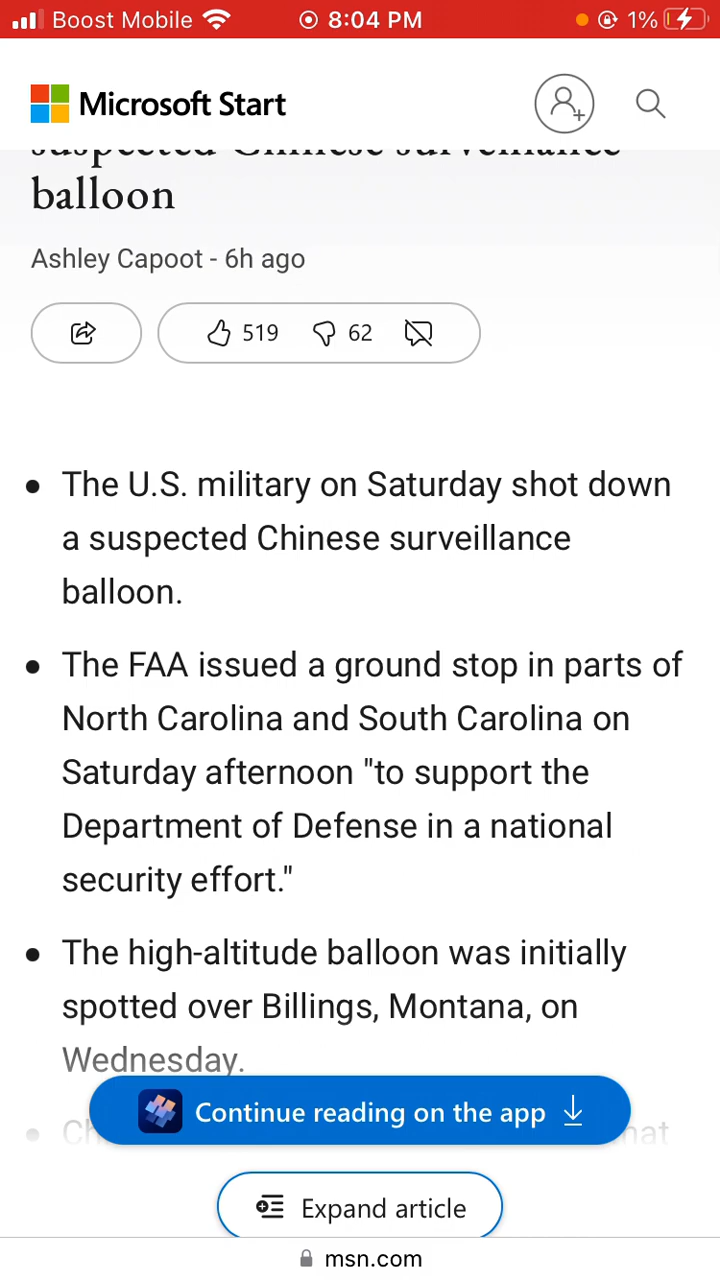 Boost Mobile 8:04 PM 1%
Microsoft Start
suspected Chinese surveillance
balloon
Ashley Capoot - 6h ago
519 62
• The U.S. military on Saturday shot down
a suspected Chinese surveillance
balloon.
• The FAA issued a ground stop in parts of
North Carolina and South Carolina on
Saturday afternoon "to support the
Department of Defense in a national
security effort."
• The high-altitude balloon was initially
spotted over Billings, Montana, on
Wednesday.
Continue reading on the app
Expand article
msn.com